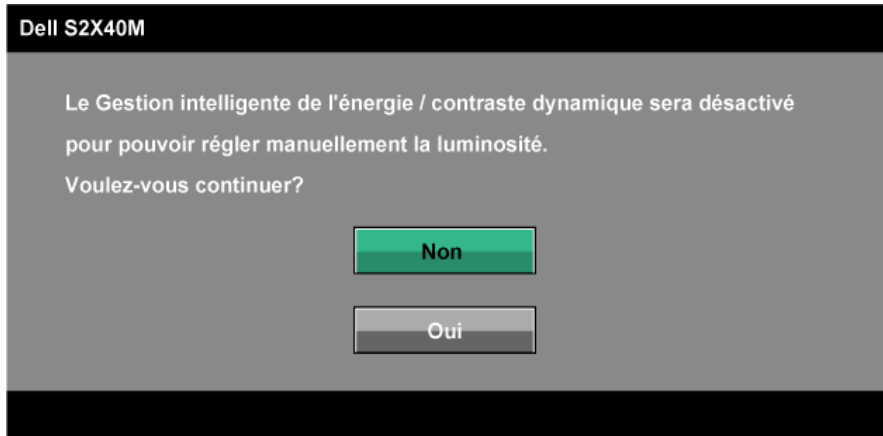 Dell S2X40M
Le Gestion intelligente de l'énergie / contraste dynamique sera désactivé
pour pouvoir régler manuellement la luminosité.
Voulez-vous continuer?
Non
Oui